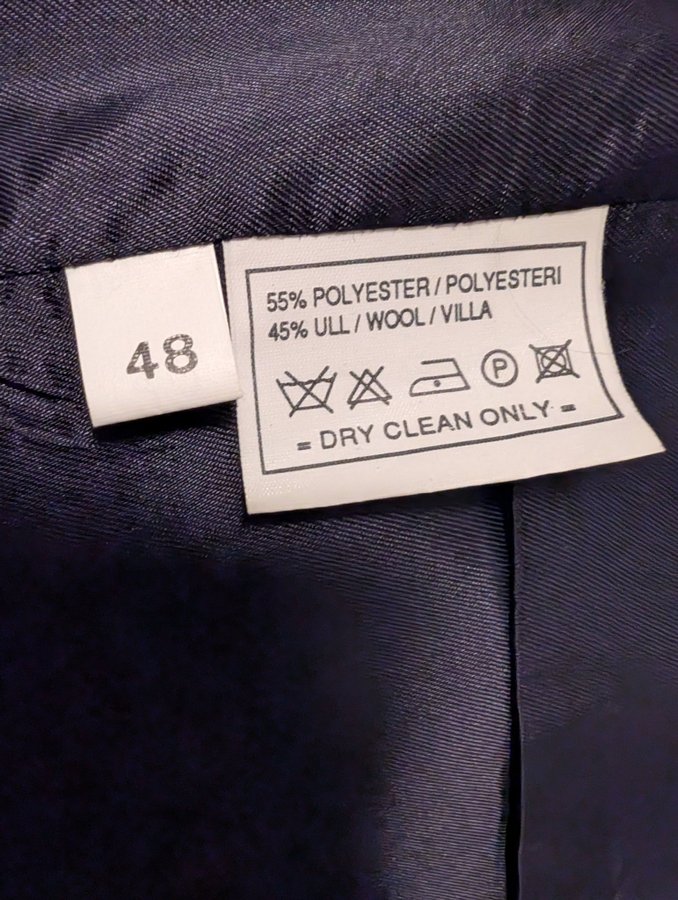 48
55% POLYESTER / POLYESTERI
45% ULL / WOOL / VILLA
P
= DRY CLEAN ONLY =